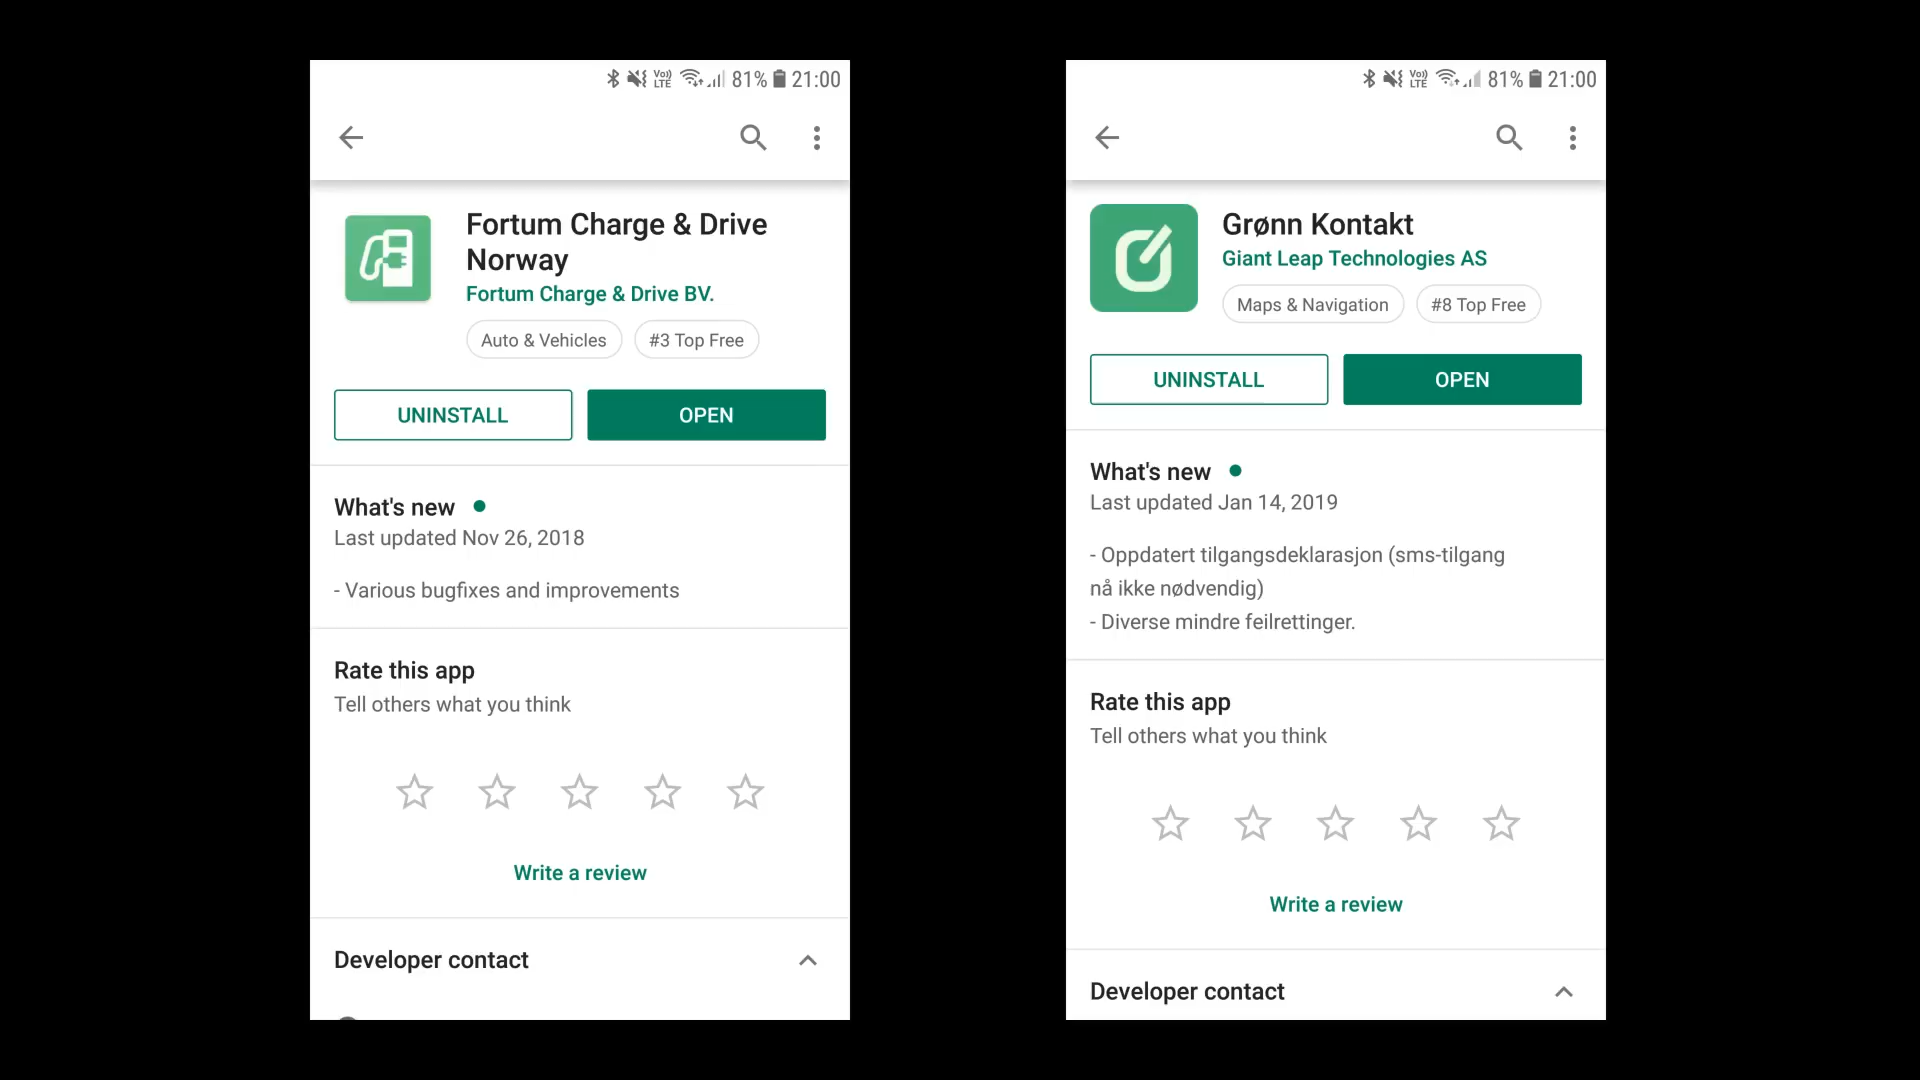 Vo)) LTE 81% 21:00
Fortum Charge & Drive
Norway
Fortum Charge & Drive BV.
Auto & Vehicles #3 Top Free
UNINSTALL OPEN
What's new
Last updated Nov 26, 2018
- Various bugfixes and improvements
Rate this app
Tell others what you think
Write a review
Developer contact
Vo)) LTE 81% 21:00
Grønn Kontakt
Giant Leap Technologies AS
Maps & Navigation #8 Top Free
UNINSTALL OPEN
What's new
Last updated Jan 14, 2019
- Oppdatert tilgangsdeklarasjon (sms-tilgang
nå ikke nødvendig)
- Diverse mindre feilrettinger.
Rate this app
Tell others what you think
Write a review
Developer contact